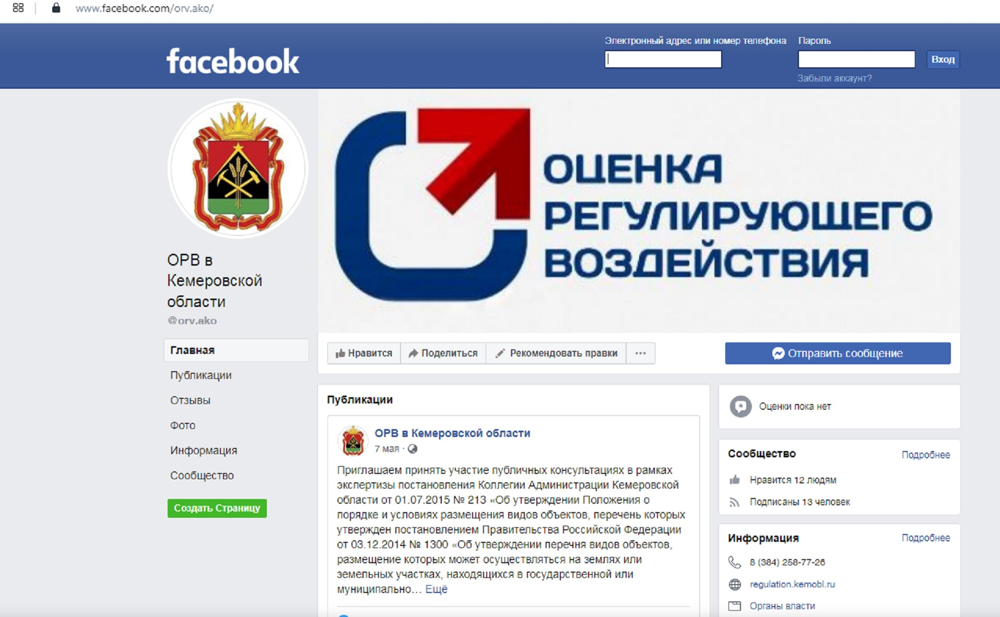 www.facebook.com/orv.ako/
Электронный адрес или номер телефона
Пароль
facebook
Вход
Забыли аккаунт?
ОЦЕНКА
РЕГУЛИРУЮЩЕГО
ВОЗДЕЙСТВИЯ
ОРВ в
Кемеровской
области
@orv.ako
Главная
Публикации
Отзывы
Фото
Информация
Сообщество
Создать Страницу
Нравится
Поделиться
Рекомендовать правки
...
Отправить сообщение
Публикации
ОРВ в Кемеровской области
7 мая ·
Приглашаем принять участие публичных консультациях в рамках
экспертизы постановления Коллегии Администрации Кемеровской
области от 01.07.2015 № 213 «Об утверждении Положения о
порядке и условиях размещения видов объектов, перечень которых
утвержден постановлением Правительства Российской Федерации
от 03.12.2014 № 1300 «Об утверждении перечня видов объектов,
размещение которых может осуществляться на землях или
земельных участках, находящихся в государственной или
муниципально... Ещё
Оценки пока нет
Сообщество
Подробнее
Нравится 12 людям
Подписаны 13 человек
Информация
Подробнее
8 (384) 258-77-26
regulation.kemobl.ru
Органы власти